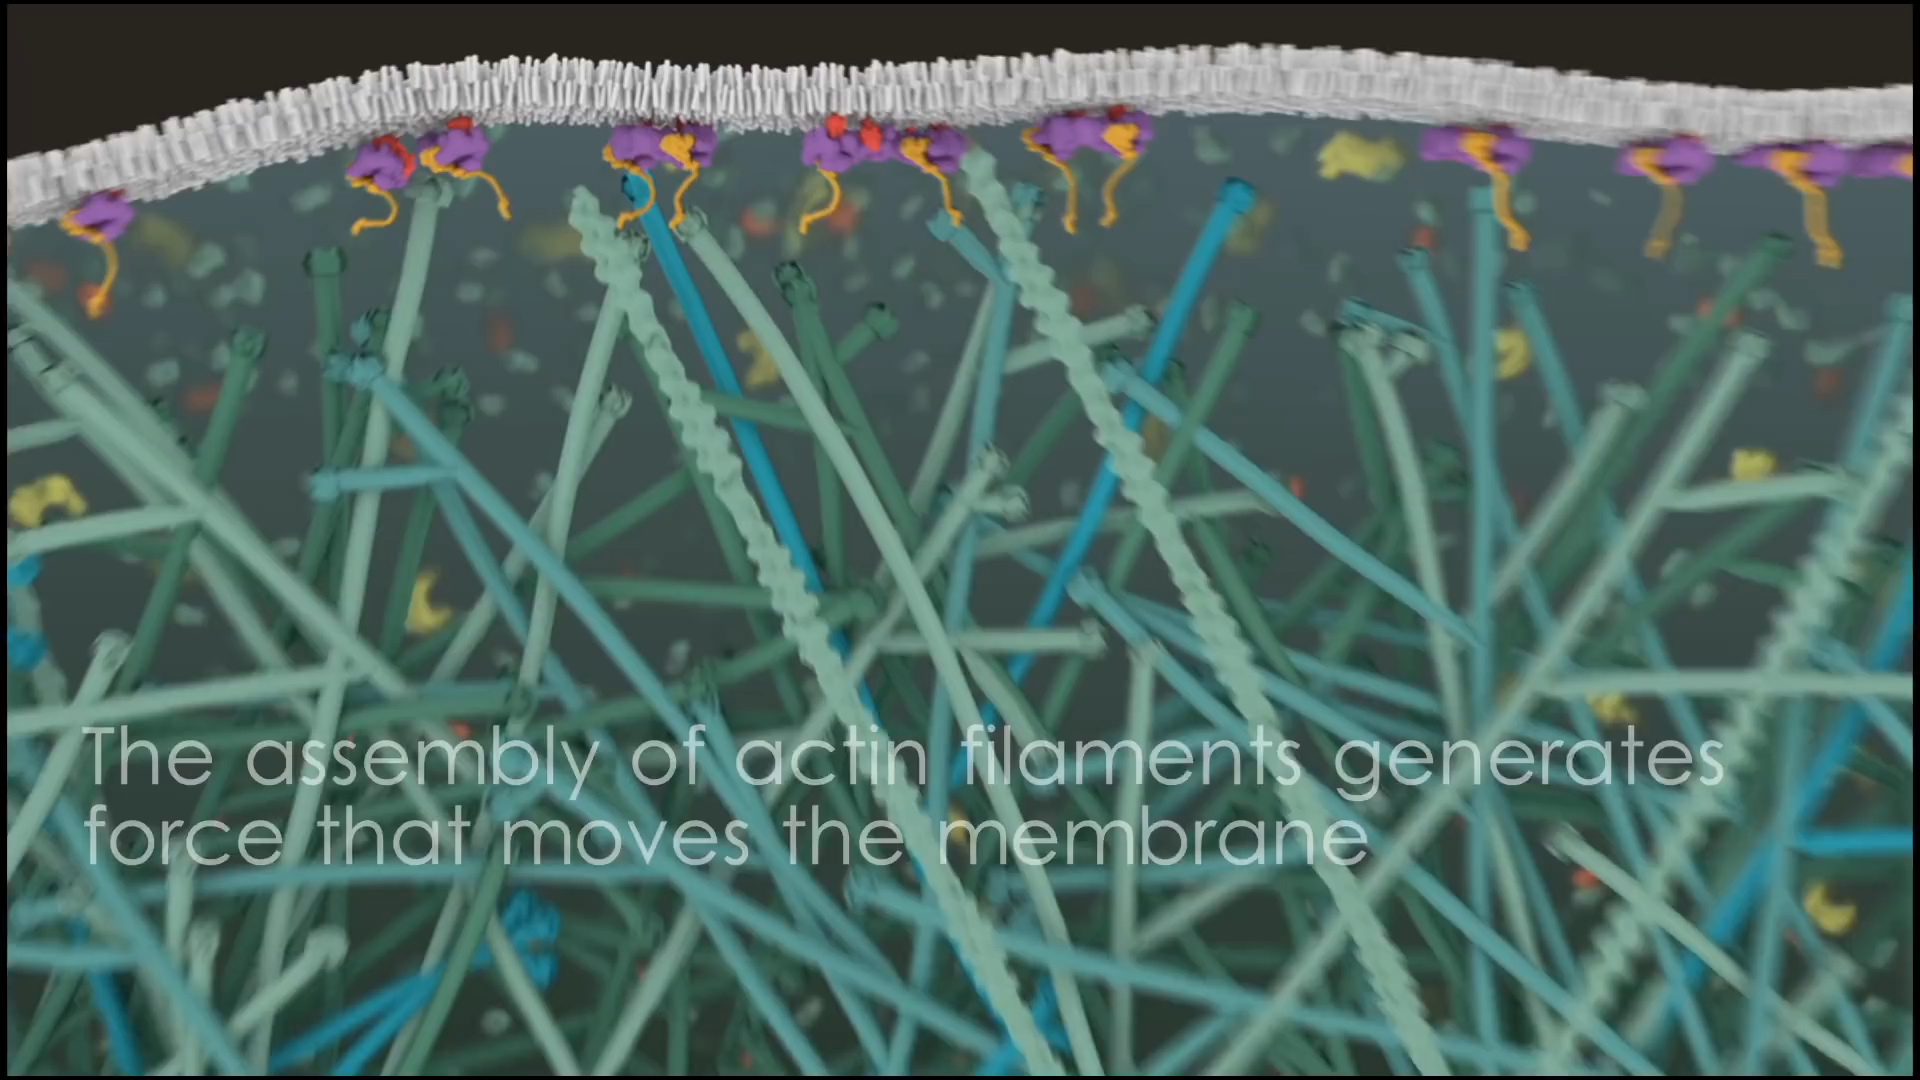 The assembly of actin filaments generates
force that moves the membrane